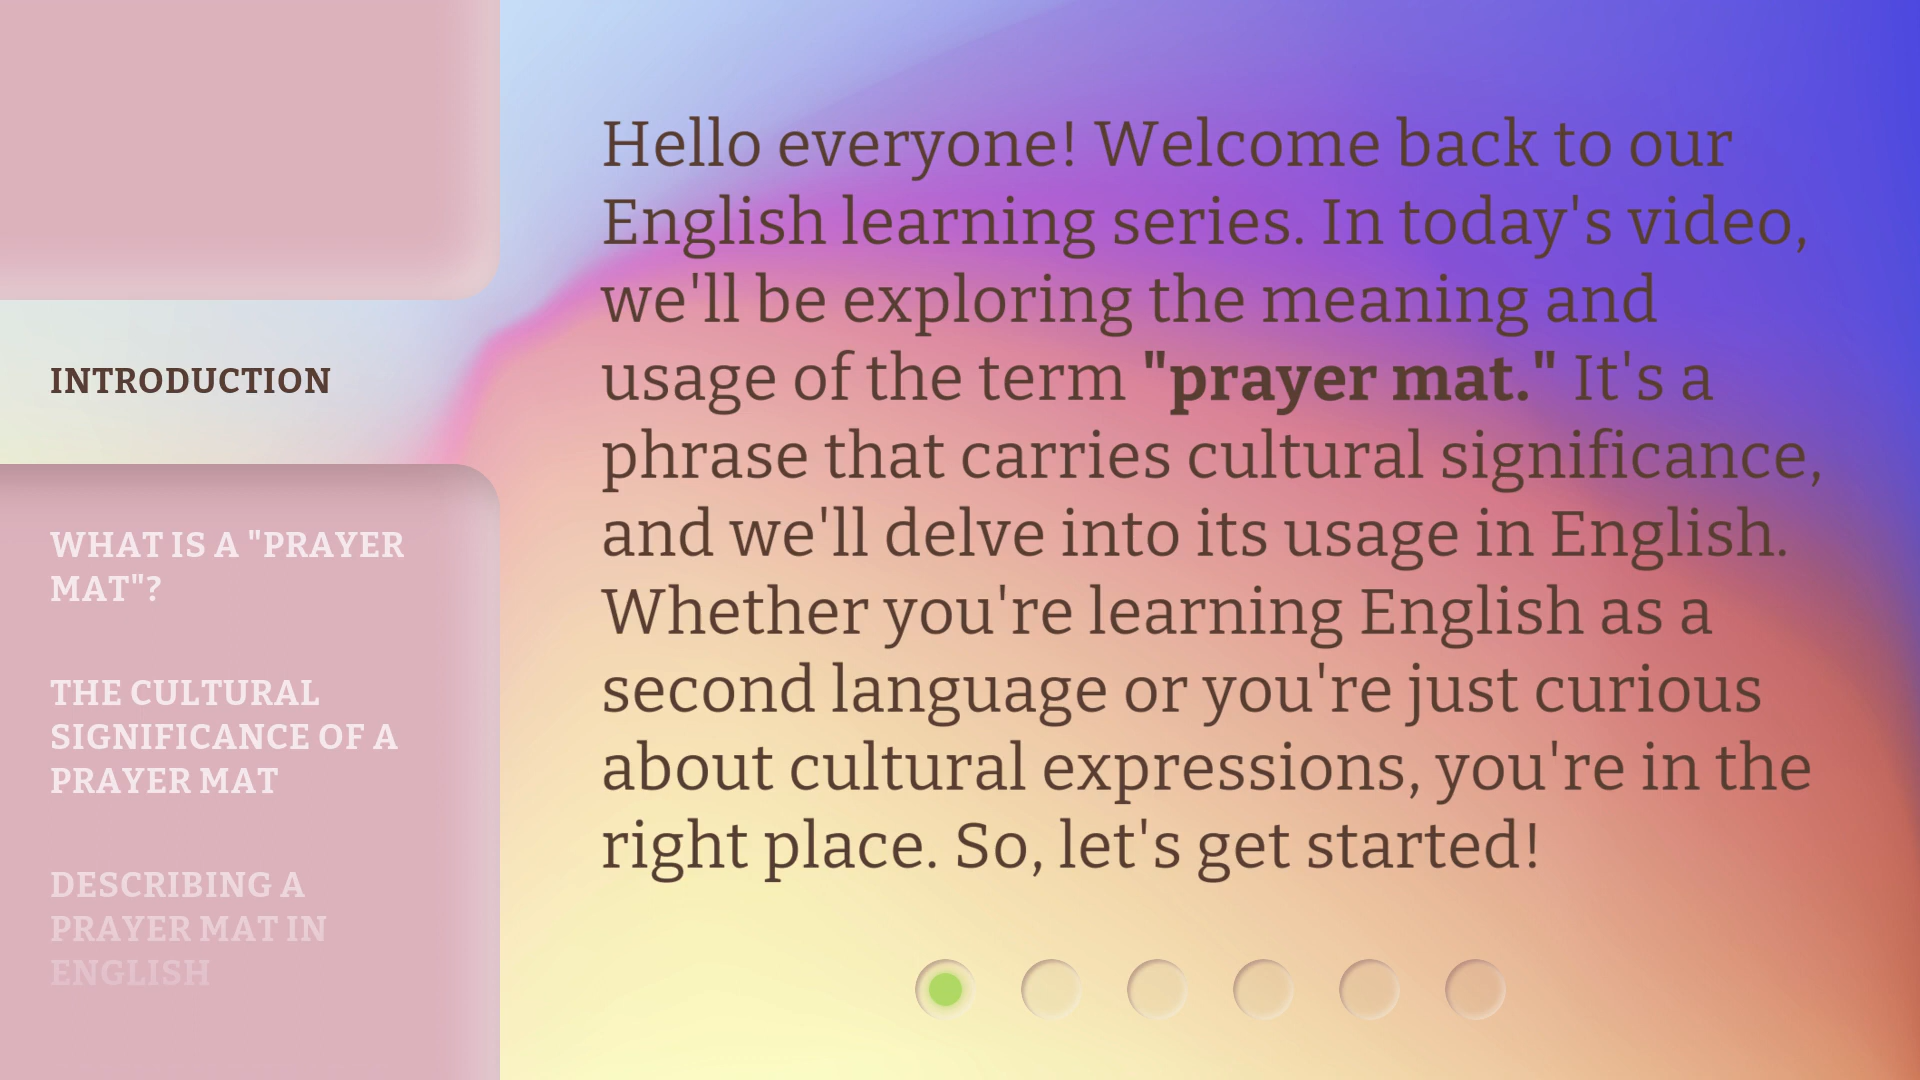 INTRODUCTION
WHAT IS A "PRAYER
MAT"?
THE CULTURAL
SIGNIFICANCE OF A
PRAYER MAT
DESCRIBING A
PRAYER MAT IN
ENGLISH
Hello everyone! Welcome back to our
English learning series. In today's video,
we'll be exploring the meaning and
usage of the term "prayer mat." It's a
phrase that carries cultural significance,
and we'll delve into its usage in English.
Whether you're learning English as a
second language or you're just curious
about cultural expressions, you're in the
right place. So, let's get started!